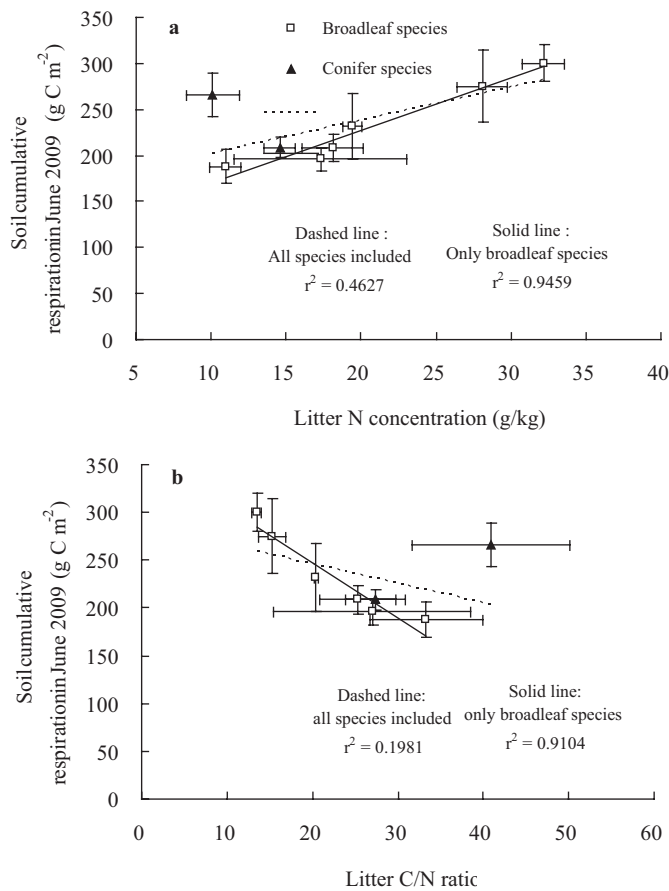 a
Broadleaf species
Conifer species
350
300
250
200
150
100
50
0
5 10 15 20 25 30 35 40
Soil cumulative
respirationin June 2009 (g C m-2)
Dashed line :
All species included
r2 = 0.4627
Solid line :
Only broadleaf species
r2 = 0.9459
Litter N concentration (g/kg)
b
350
300
250
200
150
100
50
0
0 10 20 30 40 50 60
Soil cumulative
respirationin June 2009 (g C m-2)
Dashed line:
all species included
r2 = 0.1981
Solid line:
only broadleaf species
r2 = 0.9104
Litter C/N ratio